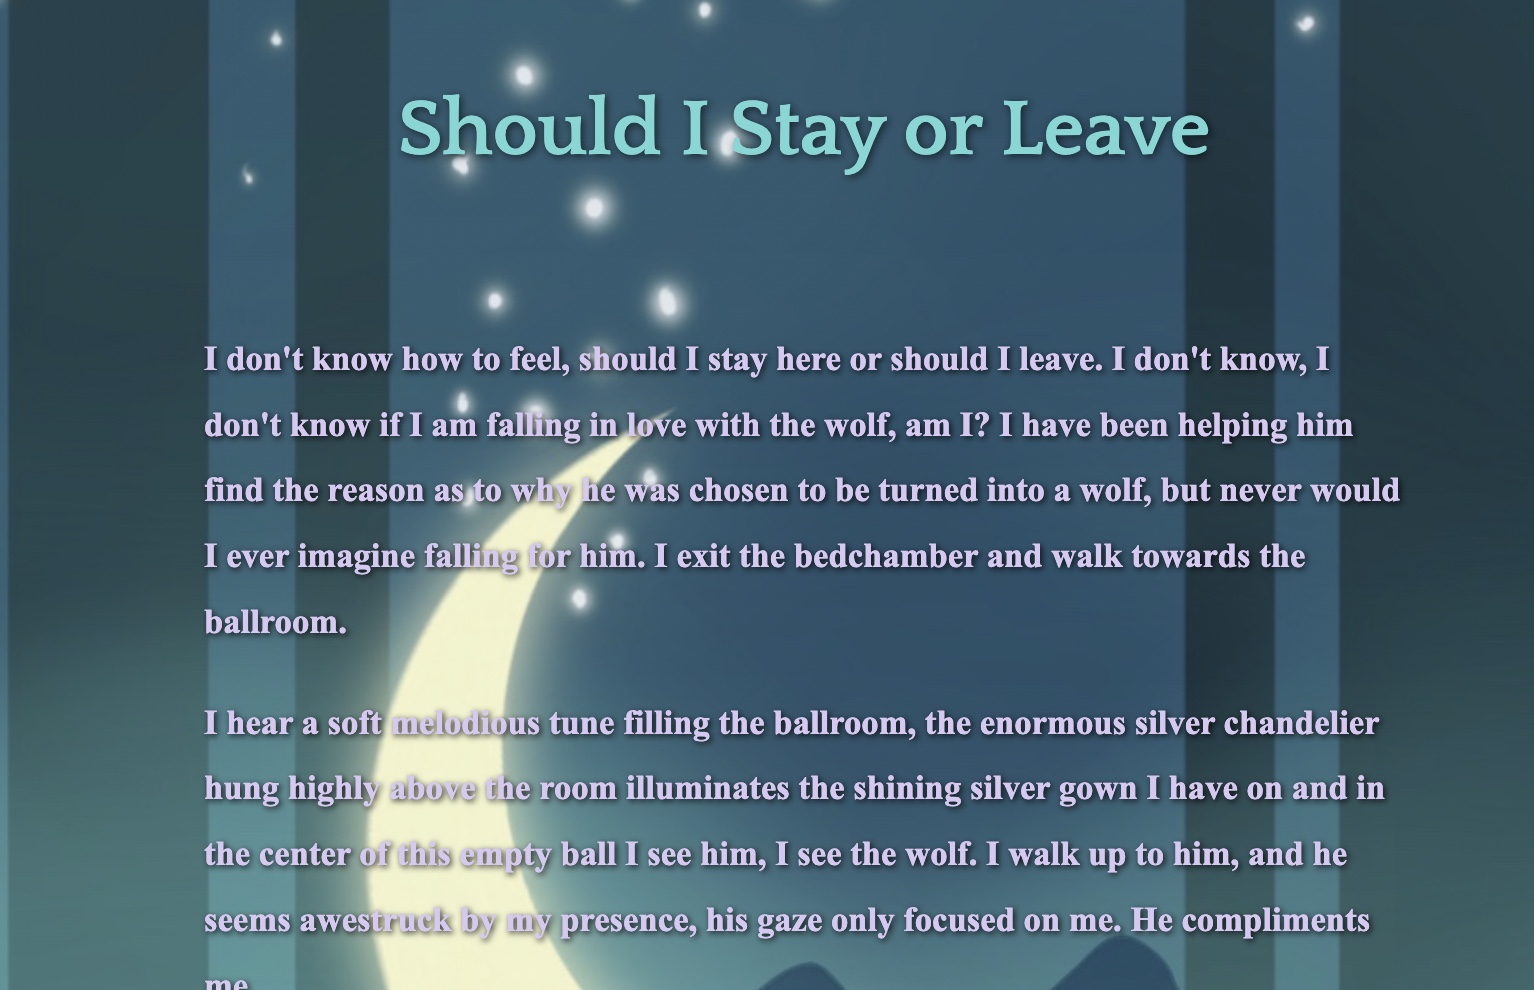 Should I Stay or Leave
I don't know how to feel, should I stay here or should I leave. I don't know, I
don't know if I am falling in love with the wolf, am I? I have been helping him
find the reason as to why he was chosen to be turned into a wolf, but never would
I ever imagine falling for him. I exit the bedchamber and walk towards the
ballroom.
I hear a soft melodious tune filling the ballroom, the enormous silver chandelier
hung highly above the room illuminates the shining silver gown I have on and in
the center of this empty ball I see him, I see the wolf. I walk up to him, and he
seems awestruck by my presence, his gaze only focused on me. He compliments
me